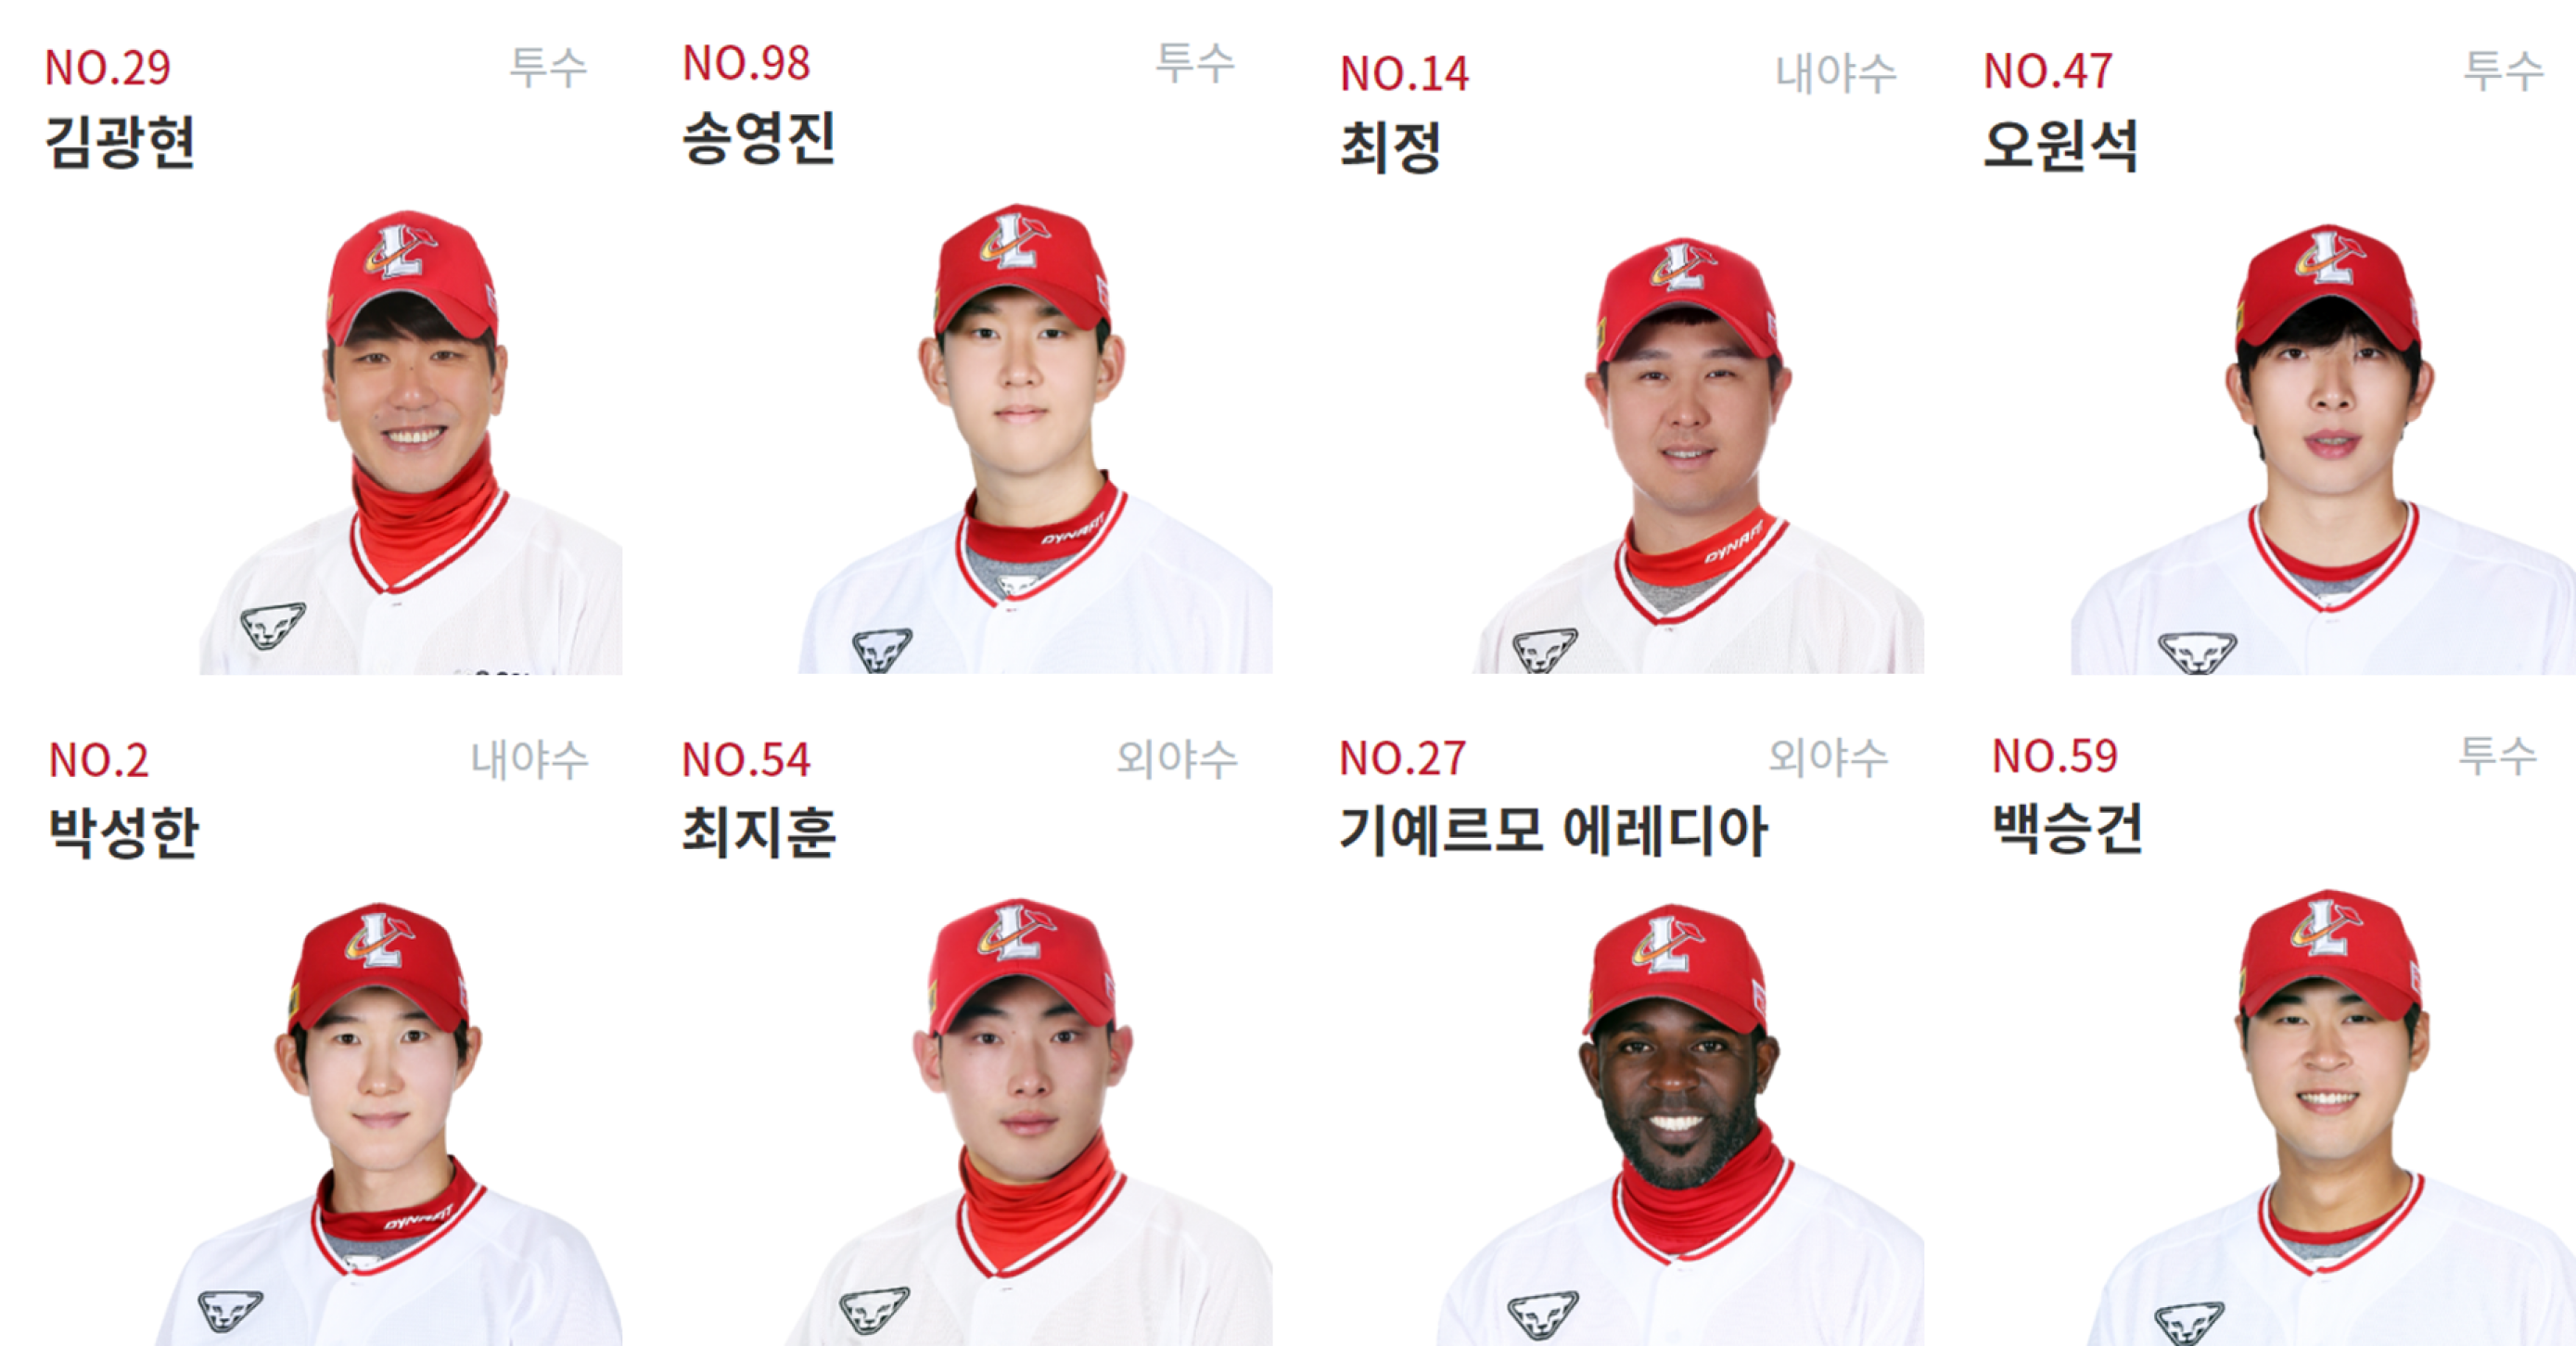 NO.29 투수
김광현
NO.98 투수
송영진
NO.14 내야수
최정
NO.47 투수
오원석
DYNAFIT
DYNAFIT
NO.2 내야수
박성한
NO.54 외야수
최지훈
NO.27 외야수
기예르모 에레디아
NO.59 투수
백승건
DYNAFIT